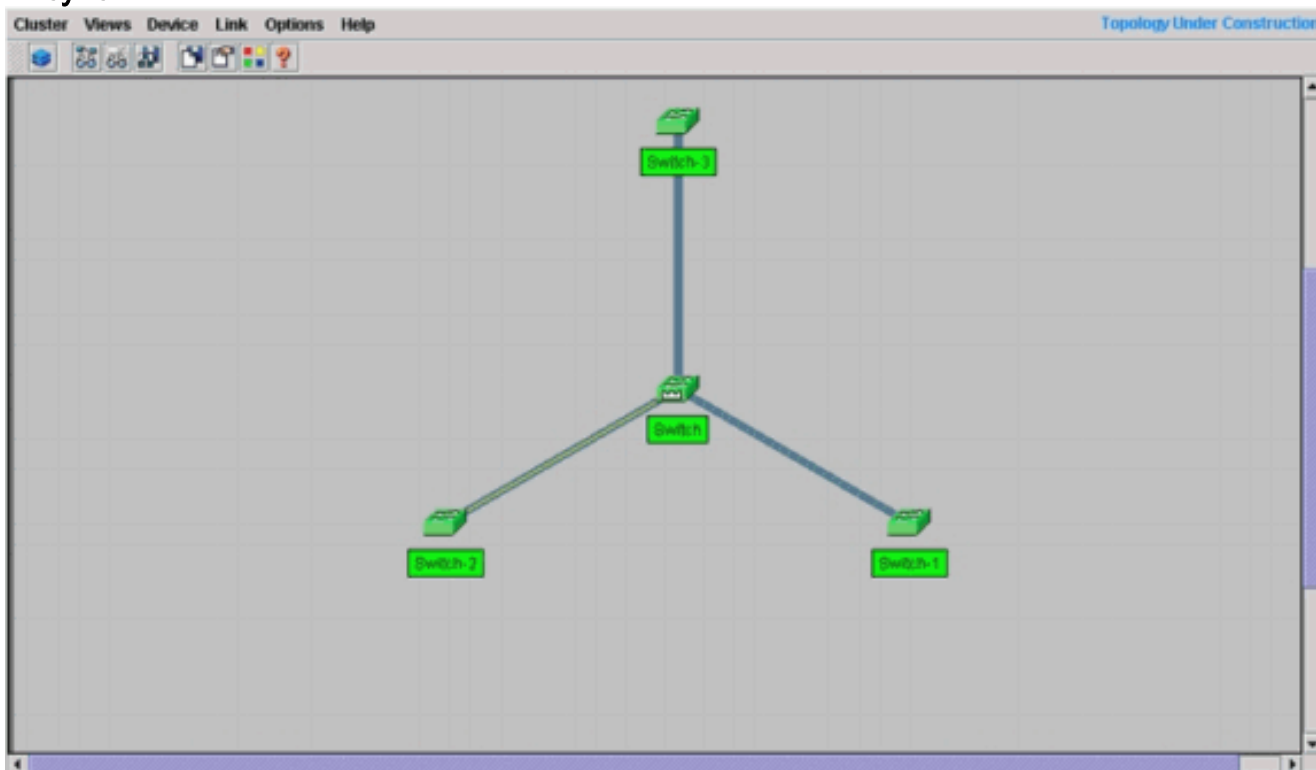 Cluster Views Device Link Options Help
Topology Under Construction
Switch-3
Switch
Switch-2
Switch-1